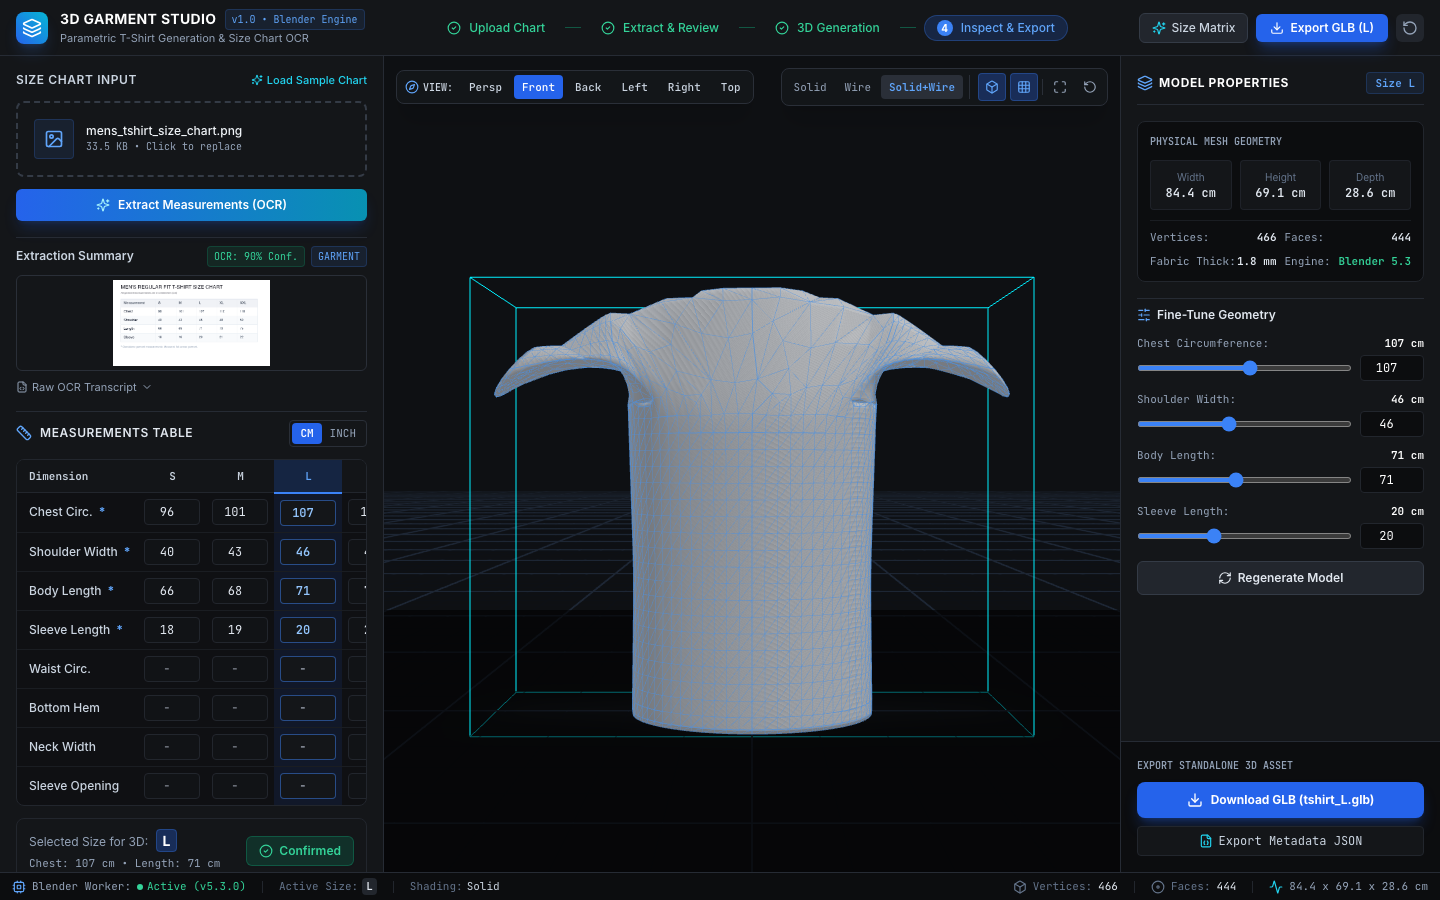 3D GARMENT STUDIO v1.0 • Blender Engine
Parametric T-Shirt Generation & Size Chart OCR
Upload Chart
Extract & Review
3D Generation
4 Inspect & Export
Size Matrix
Export GLB (L)
SIZE CHART INPUT
Load Sample Chart
mens_tshirt_size_chart.png
33.5 KB • Click to replace
Extract Measurements (OCR)
Extraction Summary
OCR: 90% Conf.
GARMENT
MEN'S REGULAR FIT T-SHIRT SIZE CHART
Raw OCR Transcript
MEASUREMENTS TABLE
CM INCH
Dimension S M L
Chest Circ. * 96 101 107
Shoulder Width * 40 43 46
Body Length * 66 68 71
Sleeve Length * 18 19 20
Waist Circ. - - -
Bottom Hem - - -
Neck Width - - -
Sleeve Opening - - -
Selected Size for 3D: L
Chest: 107 cm • Length: 71 cm
Confirmed
VIEW: Persp Front Back Left Right Top
Solid Wire Solid+Wire
MODEL PROPERTIES
Size L
PHYSICAL MESH GEOMETRY
Width Height Depth
84.4 cm 69.1 cm 28.6 cm
Vertices: 466 Faces: 444
Fabric Thick: 1.8 mm Engine: Blender 5.3
Fine-Tune Geometry
Chest Circumference: 107 cm
107
Shoulder Width: 46 cm
46
Body Length: 71 cm
71
Sleeve Length: 20 cm
20
Regenerate Model
EXPORT STANDALONE 3D ASSET
Download GLB (tshirt_L.glb)
Export Metadata JSON
Blender Worker: Active (v5.3.0) Active Size: L Shading: Solid
Vertices: 466 Faces: 444 84.4 x 69.1 x 28.6 cm